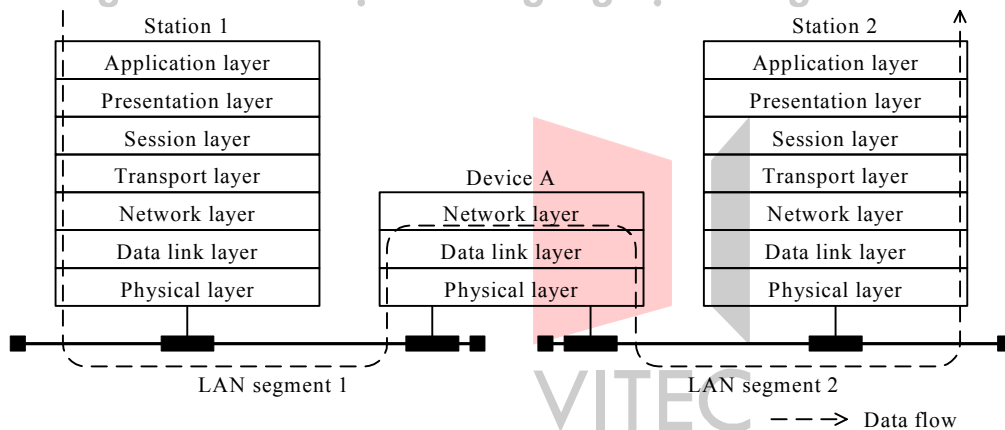 Station 1
Application layer
Presentation layer
Session layer
Transport layer
Network layer
Data link layer
Physical layer
Device A
Network layer
Data link layer
Physical layer
Station 2
Application layer
Presentation layer
Session layer
Transport layer
Network layer
Data link layer
Physical layer
LAN segment 1
LAN segment 2
VITEC
Data flow